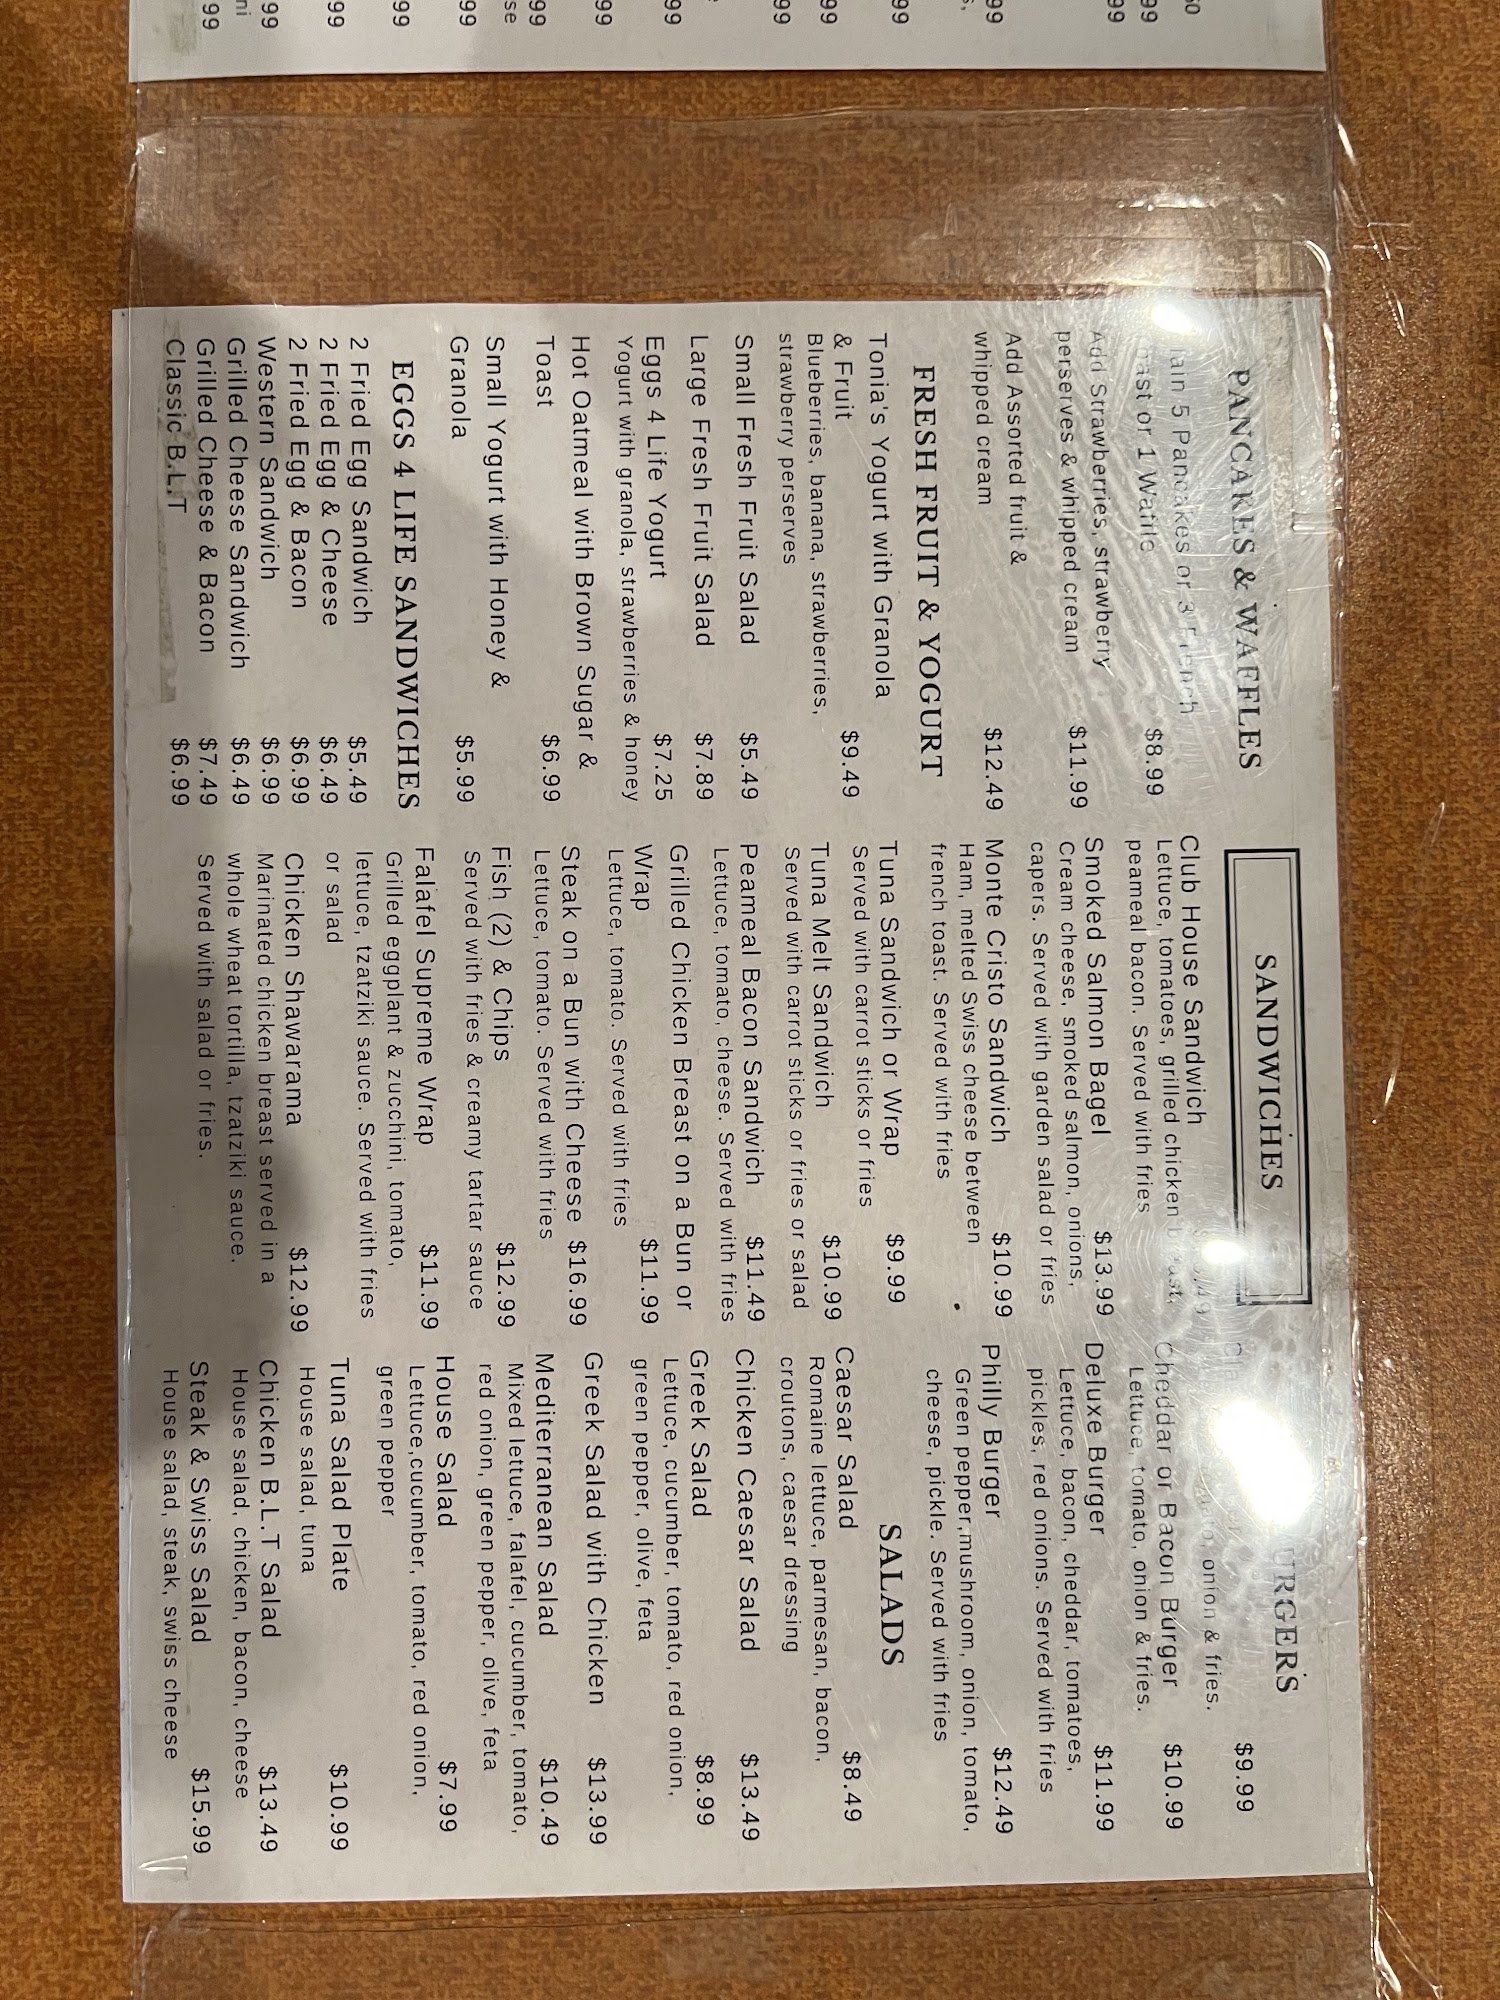 PANCAKES & WAFFLES
5 Pancakes or 3 French
or 1 Waffle $8.99
Add Strawberries, strawberry
perserves & whipped cream $11.99
Add Assorted fruit &
whipped cream $12.49
FRESH FRUIT & YOGURT
Tonia's Yogurt with Granola
& Fruit $9.49
Blueberries, banana, strawberries,
strawberry perserves
Small Fresh Fruit Salad $5.49
Large Fresh Fruit Salad $7.89
Eggs 4 Life Yogurt $7.25
Yogurt with granola, strawberries & honey
Hot Oatmeal with Brown Sugar &
Toast $6.99
Small Yogurt with Honey &
Granola $5.99
EGGS 4 LIFE SANDWICHES
2 Fried Egg Sandwich $5.49
2 Fried Egg & Cheese $6.49
2 Fried Egg & Bacon $6.99
Western Sandwich $6.99
Grilled Cheese Sandwich $6.49
Grilled Cheese & Bacon $7.49
Classic B.L.T $6.99
SANDWICHES
Club House Sandwich
Lettuce, tomatoes, grilled chicken
peameal bacon. Served with fries
Smoked Salmon Bagel $13.99
Cream cheese, smoked salmon, onions,
capers. Served with garden salad or fries
Monte Cristo Sandwich $10.99
Ham, melted Swiss cheese between
french toast. Served with fries
Tuna Sandwich or Wrap $9.99
Served with carrot sticks or fries
Tuna Melt Sandwich $10.99
Served with carrot sticks or fries or salad
Peameal Bacon Sandwich $11.49
Lettuce, tomato, cheese. Served with fries
Grilled Chicken Breast on a Bun or
Wrap $11.99
Lettuce, tomato. Served with fries
Steak on a Bun with Cheese $16.99
Lettuce, tomato. Served with fries
Fish (2) & Chips $12.99
Served with fries & creamy tartar sauce
Falafel Supreme Wrap $11.99
Grilled eggplant & zucchini, tomato,
lettuce, tzatziki sauce. Served with fries
or salad
Chicken Shawarama $12.99
Marinated chicken breast served in a
whole wheat tortilla, tzatziki sauce.
Served with salad or fries.
URGERS
$9.99
onion & fries.
Cheddar or Bacon Burger $10.99
Lettuce, tomato, onion & fries.
Deluxe Burger $11.99
Lettuce, bacon, cheddar, tomatoes,
pickles, red onions. Served with fries
Philly Burger $12.49
Green pepper,mushroom, onion, tomato,
cheese, pickle. Served with fries
SALADS
Caesar Salad $8.49
Romaine lettuce, parmesan, bacon,
croutons, caesar dressing
Chicken Caesar Salad $13.49
Greek Salad $8.99
Lettuce, cucumber, tomato, red onion,
green pepper, olive, feta
Greek Salad with Chicken $13.99
Mediterranean Salad $10.49
Mixed lettuce, falafel, cucumber, tomato,
red onion, green pepper, olive, feta
House Salad $7.99
Lettuce,cucumber, tomato, red onion,
green pepper
Tuna Salad Plate $10.99
House salad, tuna
Chicken B.L.T Salad $13.49
House salad, chicken, bacon, cheese
Steak & Swiss Salad $15.99
House salad, steak, swiss cheese